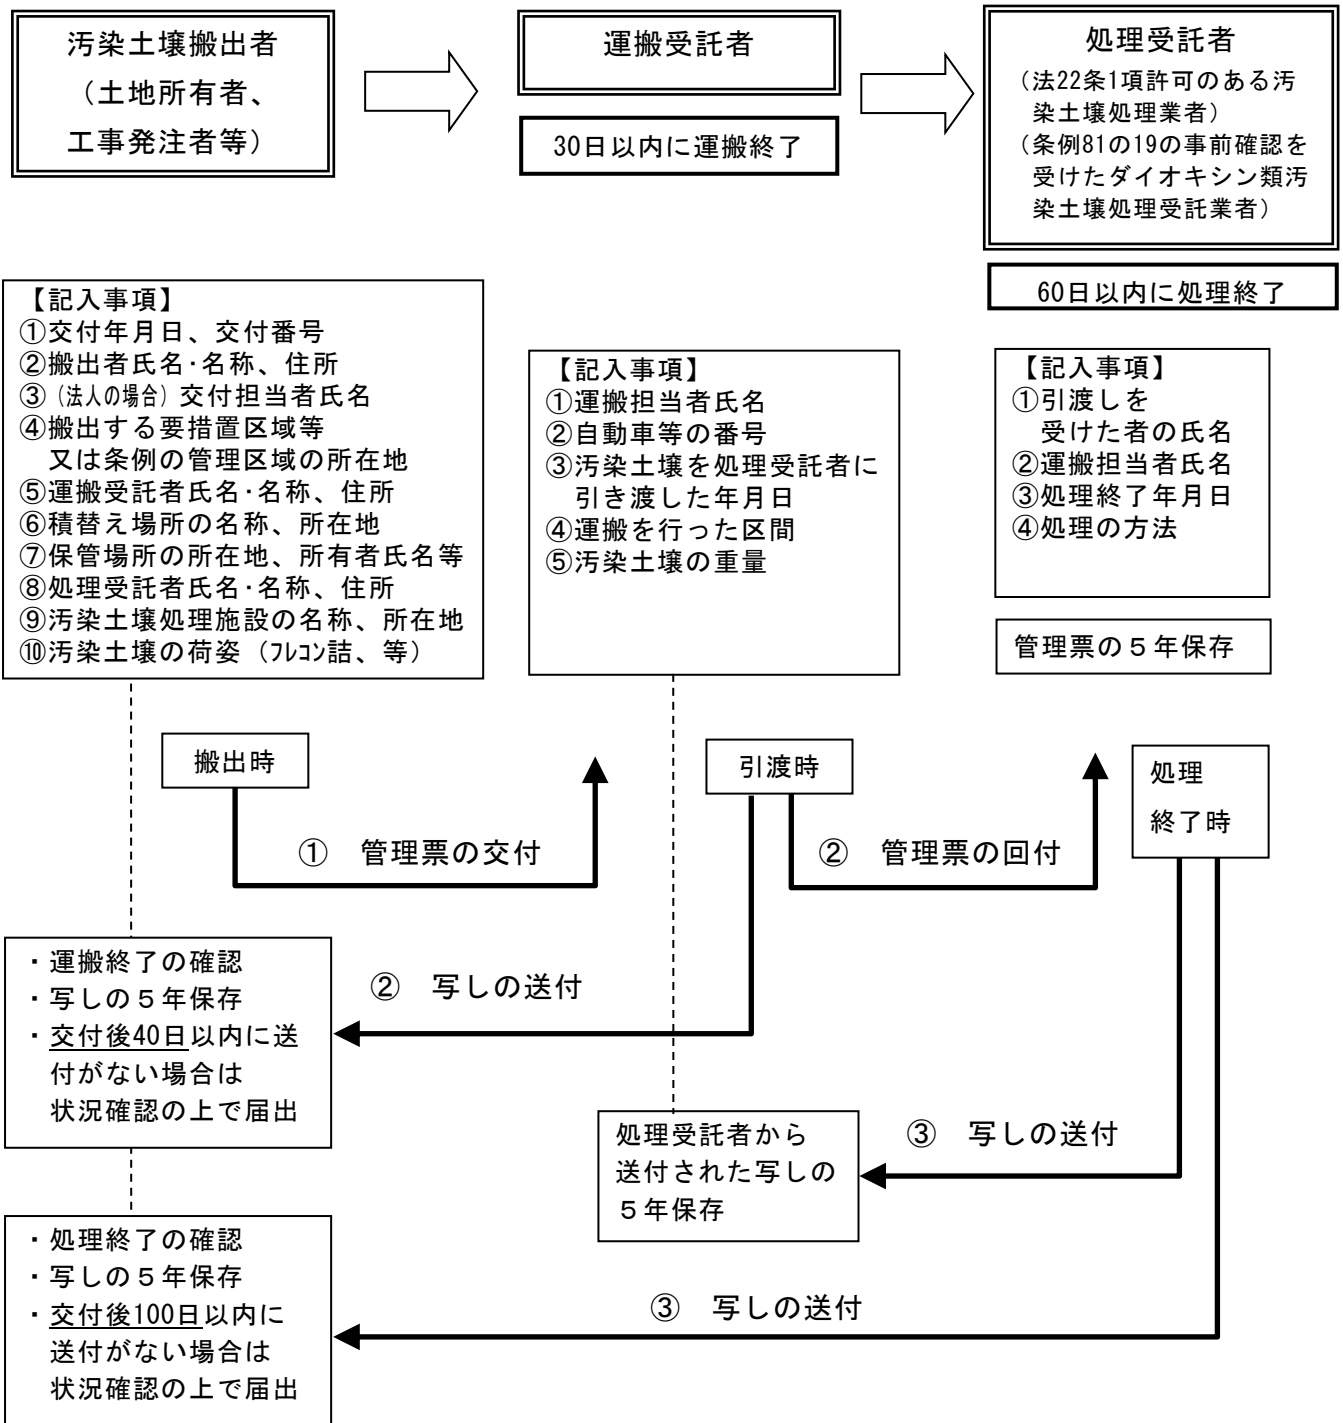 汚染土壌搬出者
（土地所有者、
工事発注者等）
運搬受託者
30日以内に運搬終了
処理受託者
（法22条1項許可のある汚
染土壌処理業者）
（条例81の19の事前確認を
受けたダイオキシン類汚
染土壌処理受託業者）
60日以内に処理終了
【記入事項】
①交付年月日、交付番号
②搬出者氏名･名称、住所
③（法人の場合）交付担当者氏名
④搬出する要措置区域等
又は条例の管理区域の所在地
⑤運搬受託者氏名･名称、住所
⑥積替え場所の名称、所在地
⑦保管場所の所在地、所有者氏名等
⑧処理受託者氏名･名称、住所
⑨汚染土壌処理施設の名称、所在地
⑩汚染土壌の荷姿（ﾌﾚｺﾝ詰、等）
【記入事項】
①運搬担当者氏名
②自動車等の番号
③汚染土壌を処理受託者に
引き渡した年月日
④運搬を行った区間
⑤汚染土壌の重量
【記入事項】
①引渡しを
受けた者の氏名
②運搬担当者氏名
③処理終了年月日
④処理の方法
管理票の５年保存
搬出時
引渡時
処理
終了時
①　管理票の交付
②　管理票の回付
・運搬終了の確認
・写しの５年保存
・交付後40日以内に送
付がない場合は
状況確認の上で届出
②　写しの送付
処理受託者から
送付された写しの
５年保存
③　写しの送付
・処理終了の確認
・写しの５年保存
・交付後100日以内に
送付がない場合は
状況確認の上で届出
③　写しの送付